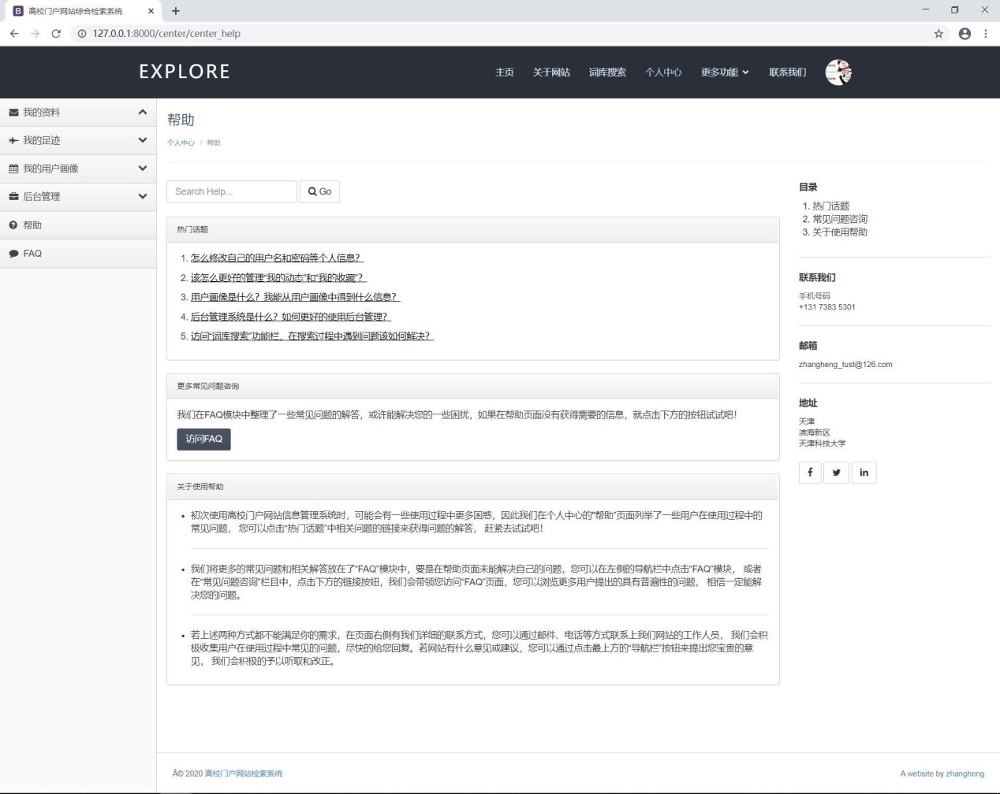 高校门户网站综合检索系统
127.0.0.1:8000/center/center_help
EXPLORE
主页
关于网站
词库搜索
个人中心
更多功能
联系我们
我的资料
我的足迹
我的用户画像
后台管理
帮助
FAQ
帮助
个人中心 / 帮助
Search Help...
Go
热门话题
1. 怎么修改自己的用户名和密码等个人信息？
2. 该怎么更好的管理“我的动态”和“我的收藏”？
3. 用户画像是什么？我能从用户画像中得到什么信息？
4. 后台管理系统是什么？如何更好的使用后台管理？
5. 访问“词库搜索”功能栏，在搜索过程中遇到问题该如何解决？
更多常见问题咨询
我们在FAQ模块中整理了一些常见问题的解答，或许能解决您的一些困扰，如果在帮助页面没有获得需要的信息，就点击下方的按钮试试吧！
访问FAQ
关于使用帮助
• 初次使用高校门户网站信息管理系统时，可能会有一些使用过程中更多困惑，因此我们在个人中心的“帮助”页面列举了一些用户在使用过程中的
常见问题， 您可以点击“热门话题”中相关问题的链接来获得问题的解答， 赶紧去试试吧！
• 我们将更多的常见问题和相关解答放在了“FAQ”模块中，要是在帮助页面未能解决自己的问题，您可以在左侧的导航栏中点击“FAQ”模块， 或者
在“常见问题咨询”栏目中，点击下方的链接按钮，我们会带领您访问“FAQ”页面，您可以浏览更多用户提出的具有普遍性的问题， 相信一定能解
决您的问题。
• 若上述两种方式都不能满足你的需求，在页面右侧有我们详细的联系方式，您可以通过邮件、电话等方式联系上我们网站的工作人员， 我们会积
极收集用户在使用过程中常见的问题，尽快的给您回复。若网站有什么意见或建议，您可以通过点击最上方的“导航栏”按钮来提出您宝贵的意
见， 我们会积极的予以听取和改正。
目录
1. 热门话题
2. 常见问题咨询
3. 关于使用帮助
联系我们
手机号码
+131 7383 5301
邮箱
zhangheng_tust@126.com
地址
天津
滨海新区
天津科技大学
Â© 2020 高校门户网站检索系统
A website by zhangheng